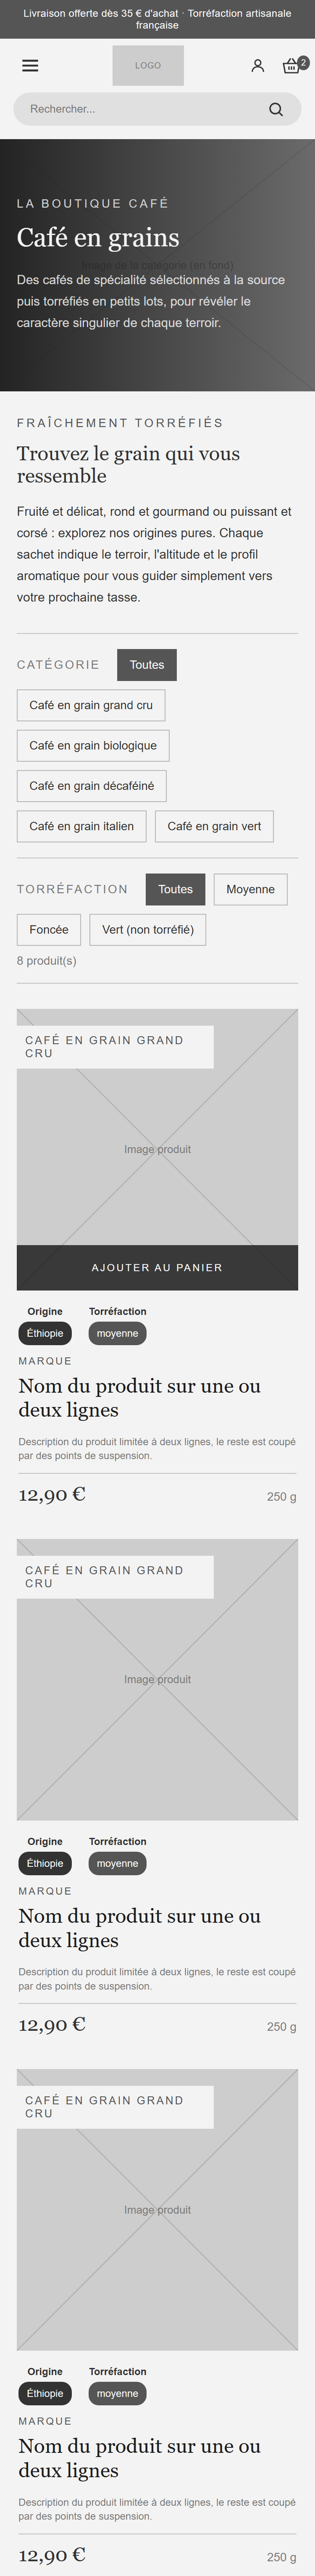 Livraison offerte dès 35 € d'achat · Torréfaction artisanale
française
LOGO
2
Rechercher...
LA BOUTIQUE CAFÉ
Café en grains
Image de la catégorie (en fond)
Des cafés de spécialité sélectionnés à la source
puis torréfiés en petits lots, pour révéler le
caractère singulier de chaque terroir.
FRAÎCHEMENT TORRÉFIÉS
Trouvez le grain qui vous
ressemble
Fruité et délicat, rond et gourmand ou puissant et
corsé : explorez nos origines pures. Chaque
sachet indique le terroir, l'altitude et le profil
aromatique pour vous guider simplement vers
votre prochaine tasse.
CATÉGORIE Toutes
Café en grain grand cru
Café en grain biologique
Café en grain décaféiné
Café en grain italien Café en grain vert
TORRÉFACTION Toutes Moyenne
Foncée Vert (non torréfié)
8 produit(s)
CAFÉ EN GRAIN GRAND
CRU
Image produit
AJOUTER AU PANIER
Origine Torréfaction
Éthiopie moyenne
MARQUE
Nom du produit sur une ou
deux lignes
Description du produit limitée à deux lignes, le reste est coupé
par des points de suspension.
12,90 € 250 g
CAFÉ EN GRAIN GRAND
CRU
Image produit
Origine Torréfaction
Éthiopie moyenne
MARQUE
Nom du produit sur une ou
deux lignes
Description du produit limitée à deux lignes, le reste est coupé
par des points de suspension.
12,90 € 250 g
CAFÉ EN GRAIN GRAND
CRU
Image produit
Origine Torréfaction
Éthiopie moyenne
MARQUE
Nom du produit sur une ou
deux lignes
Description du produit limitée à deux lignes, le reste est coupé
par des points de suspension.
12,90 € 250 g